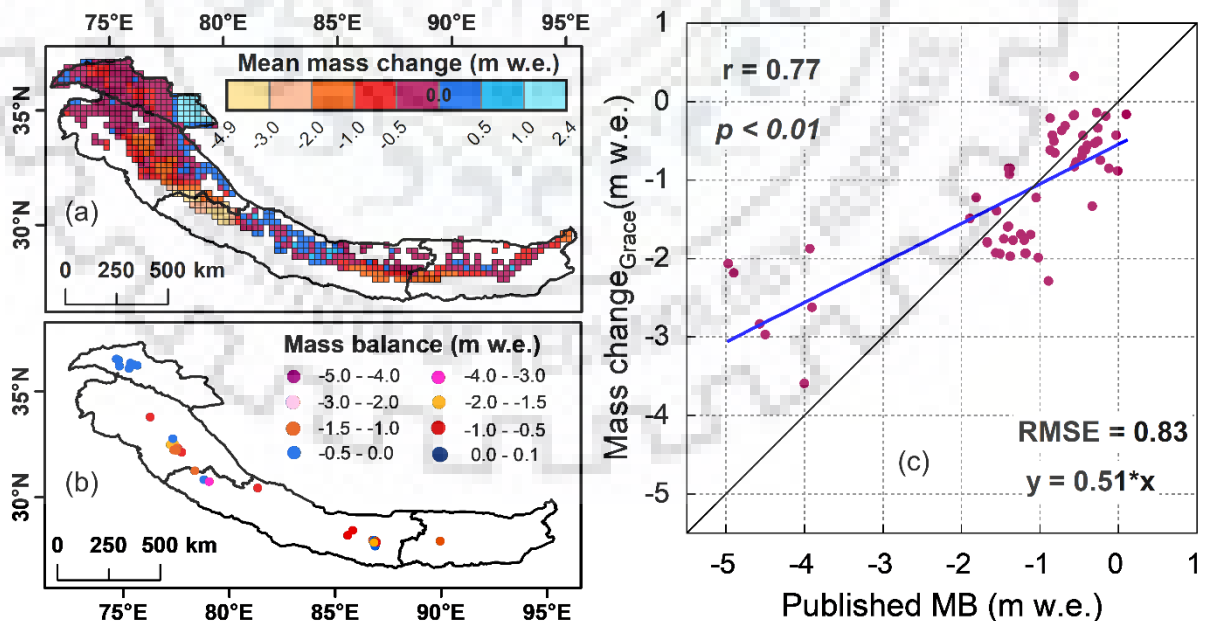 75°E 80°E 85°E 90°E 95°E
Mean mass change (m w.e.)
0.0
-4.9 -3.0 -2.0 -1.0 -0.5 0.5 1.0 2.4
35°N
30°N
(a)
0 250 500 km
Mass balance (m w.e.)
-5.0 - -4.0 -4.0 - -3.0
-3.0 - -2.0 -2.0 - -1.5
-1.5 - -1.0 -1.0 - -0.5
-0.5 - 0.0 0.0 - 0.1
35°N
30°N
(b)
0 250 500 km
75°E 80°E 85°E 90°E 95°E
Mass change Grace (m w.e.)
1
0
-1
-2
-3
-4
-5
r = 0.77
p < 0.01
RMSE = 0.83
(c)
y = 0.51*x
-5 -4 -3 -2 -1 0 1
Published MB (m w.e.)